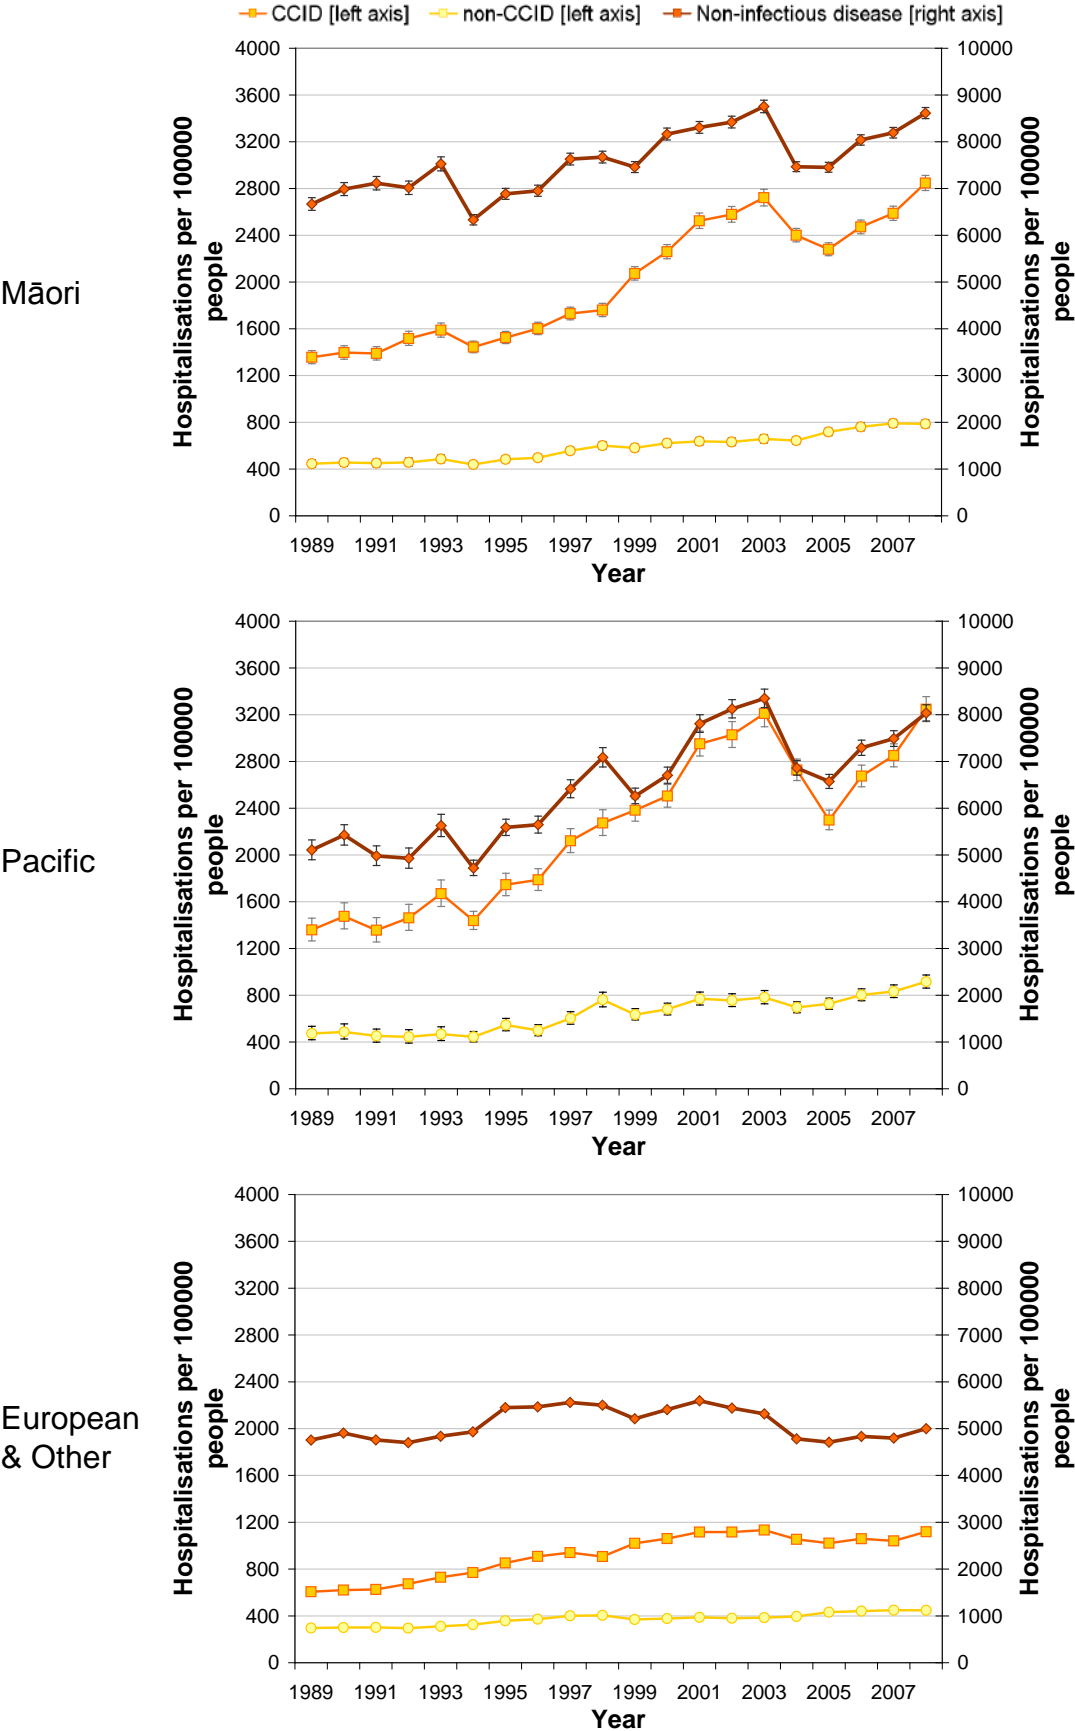 CCID [left axis] non-CCID [left axis] Non-infectious disease [right axis]
Māori
Hospitalisations per 100000
people
4000
3600
3200
2800
2400
2000
1600
1200
800
400
0
10000
9000
8000
7000
6000
5000
4000
3000
2000
1000
0
Hospitalisations per 100000
people
1989 1991 1993 1995 1997 1999 2001 2003 2005 2007
Year
Pacific
Hospitalisations per 100000
people
4000
3600
3200
2800
2400
2000
1600
1200
800
400
0
10000
9000
8000
7000
6000
5000
4000
3000
2000
1000
0
Hospitalisations per 100000
people
1989 1991 1993 1995 1997 1999 2001 2003 2005 2007
Year
European
& Other
Hospitalisations per 100000
people
4000
3600
3200
2800
2400
2000
1600
1200
800
400
0
10000
9000
8000
7000
6000
5000
4000
3000
2000
1000
0
Hospitalisations per 100000
people
1989 1991 1993 1995 1997 1999 2001 2003 2005 2007
Year